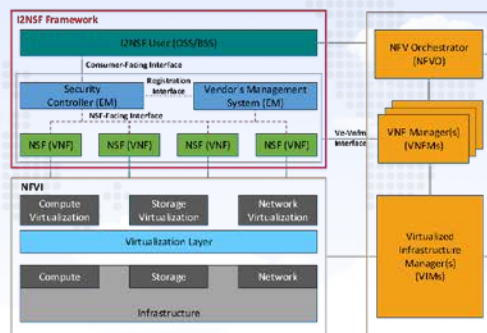 I2NSF Framework
I2NSF User (OSS/BSS)
Consumer-Facing Interface
Security
Controller (EM)
Registration
Interface
Vendor's Management
System (EM)
NSF-Facing Interface
NSF (VNF)
NSF (VNF)
NSF (VNF)
NSF (VNF)
NFVI
Compute
Virtualization
Storage
Virtualization
Network
Virtualization
Virtualization Layer
Compute
Storage
Network
Infrastructure
NFV Orchestrator
(NFVO)
Ve-Vnfm
Interface
VNF Manager(s)
(VNFMs)
Virtualized
Infrastructure
Manager(s)
(VIMs)